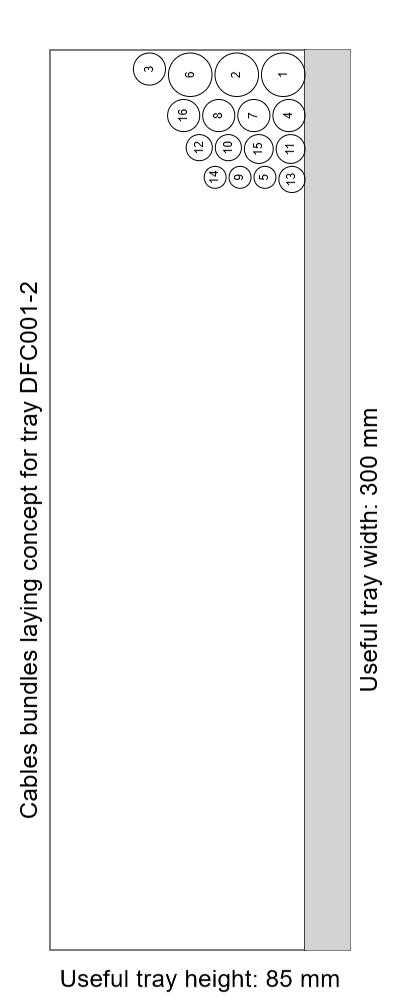 Cables bundles laying concept for tray DFC001-2
3 6 2 1
16 8 7 4
12 10 15 11
14 9 5 13
Useful tray width: 300 mm
Useful tray height: 85 mm